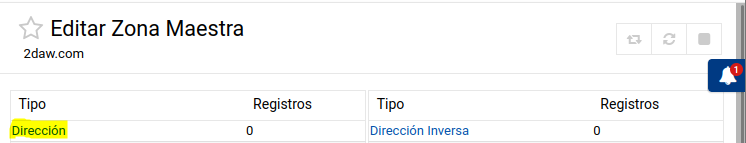 Editar Zona Maestra
2daw.com
1
Tipo Registros Tipo Registros
Dirección 0 Dirección Inversa 0